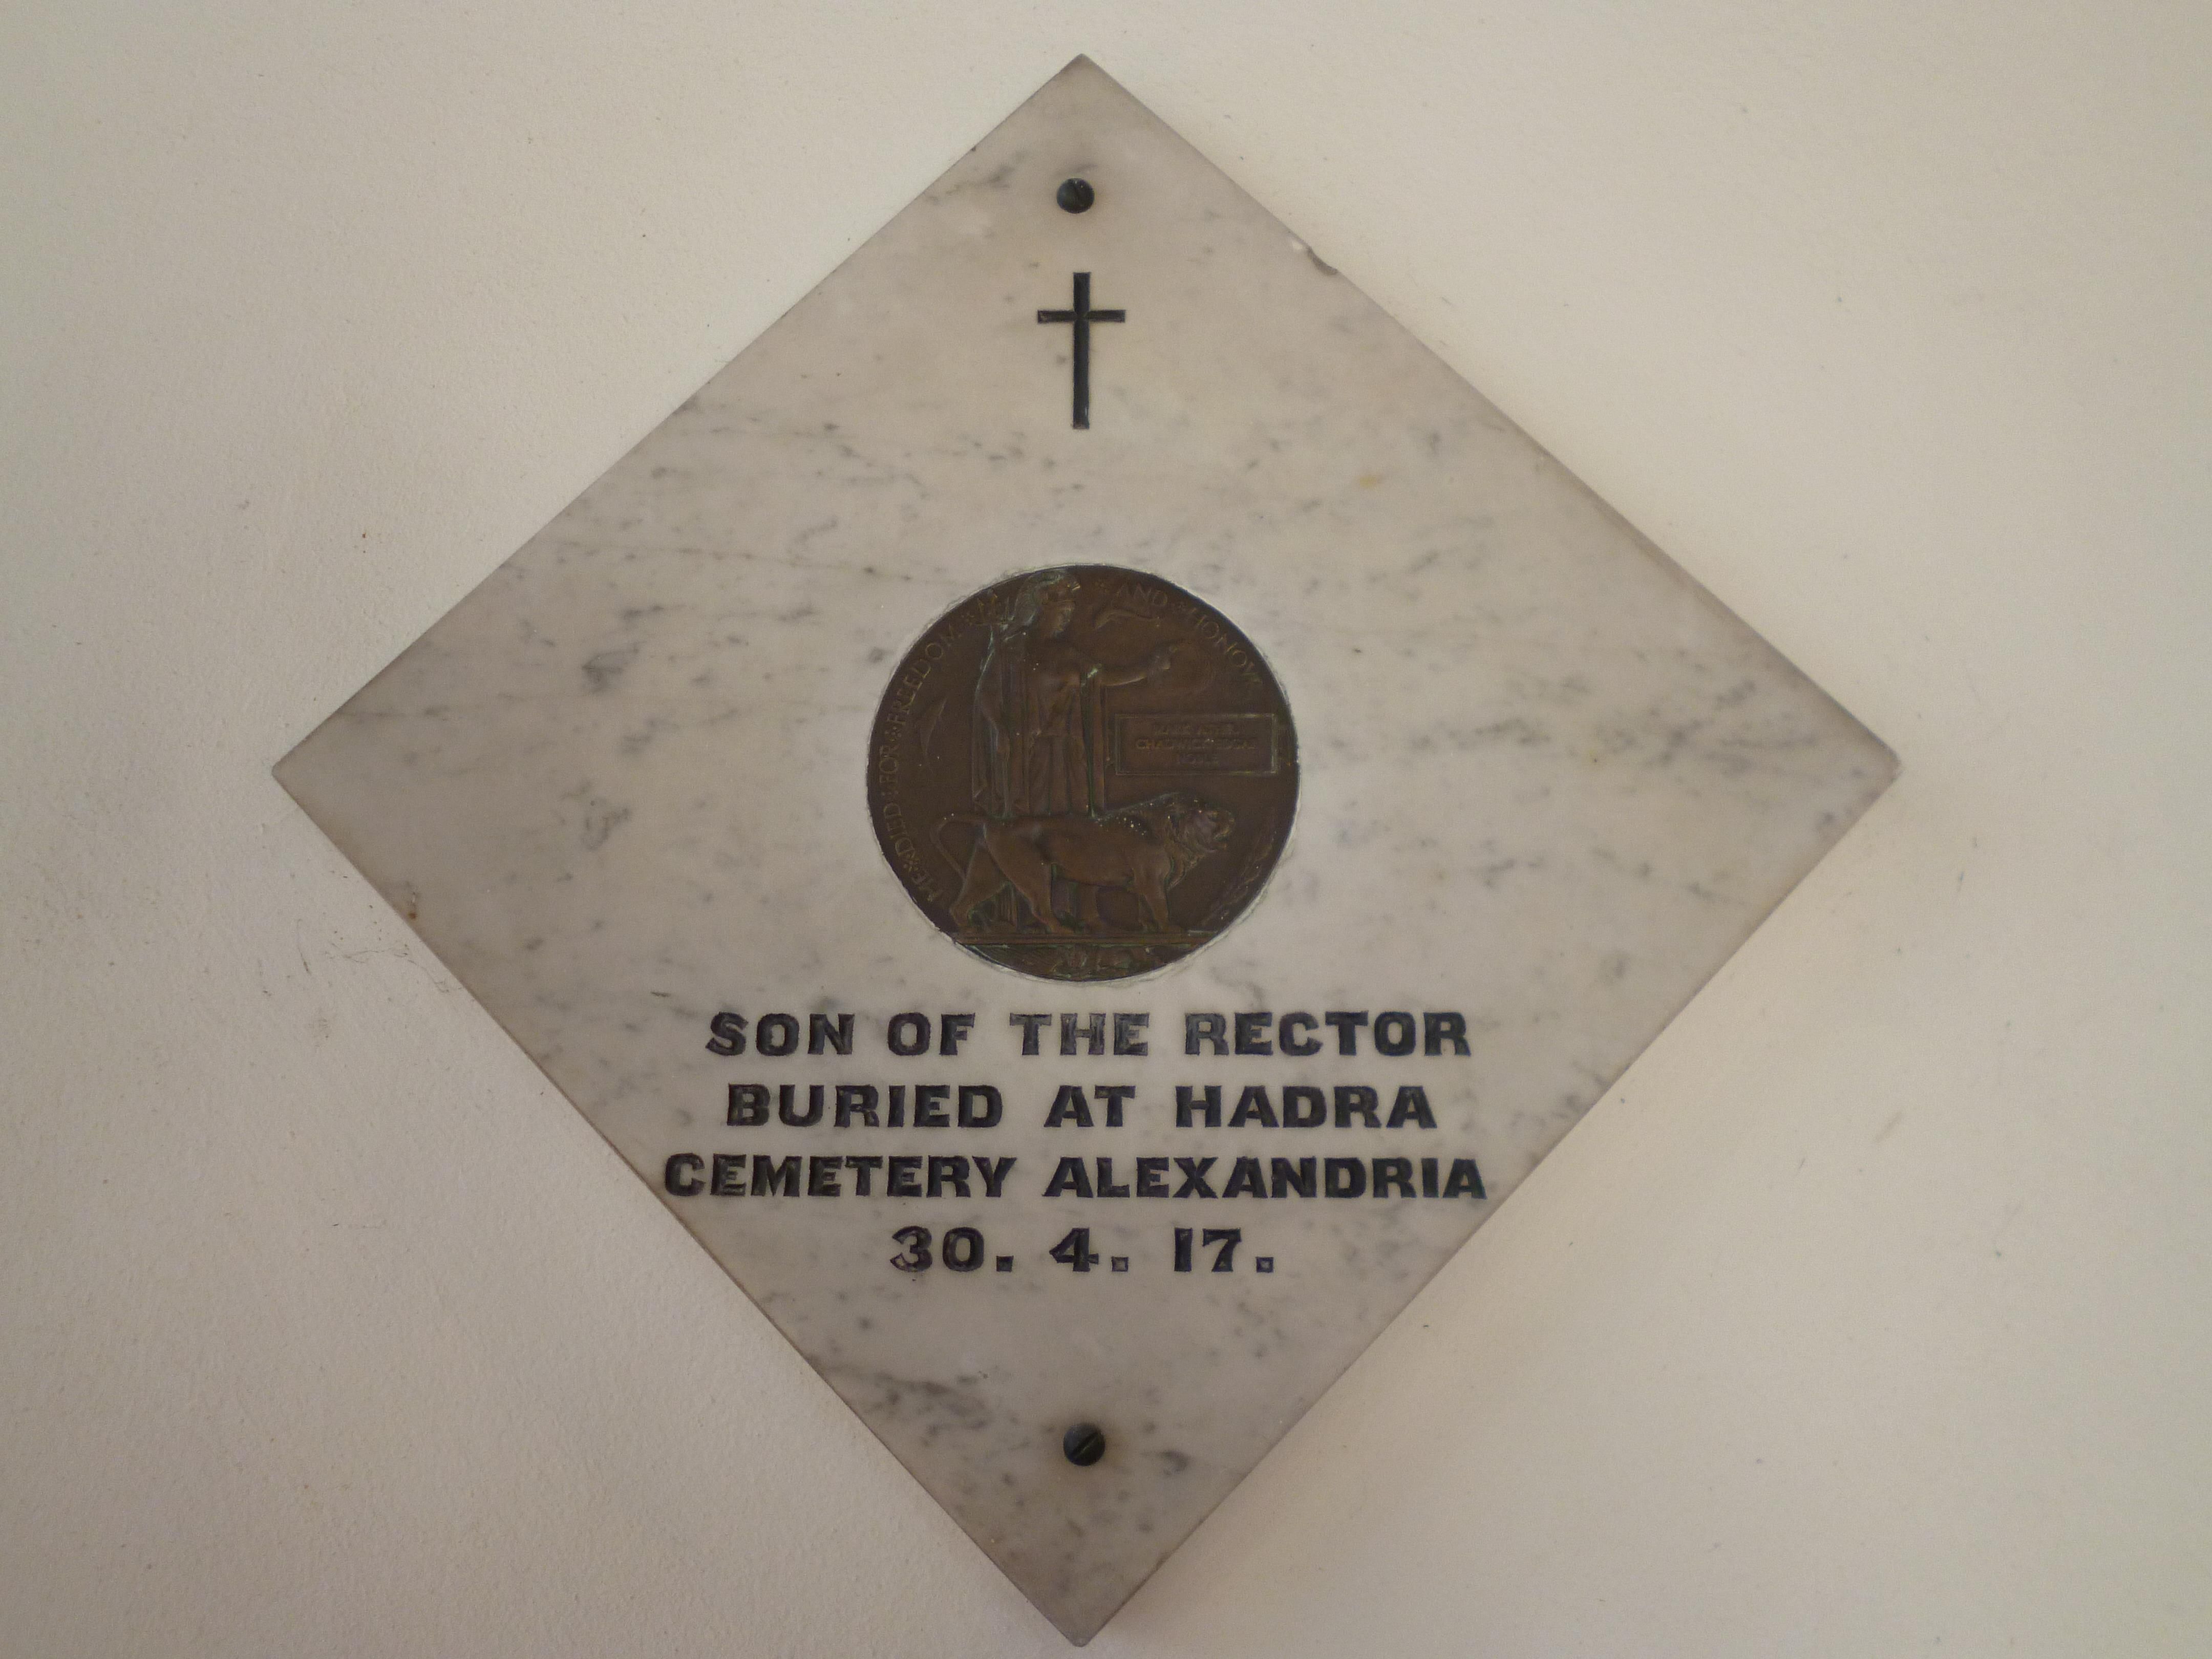 HE DIED FOR FREEDOM AND HONOUR
SON OF THE RECTOR
BURIED AT HADRA
CEMETERY ALEXANDRIA
30. 4. 17.